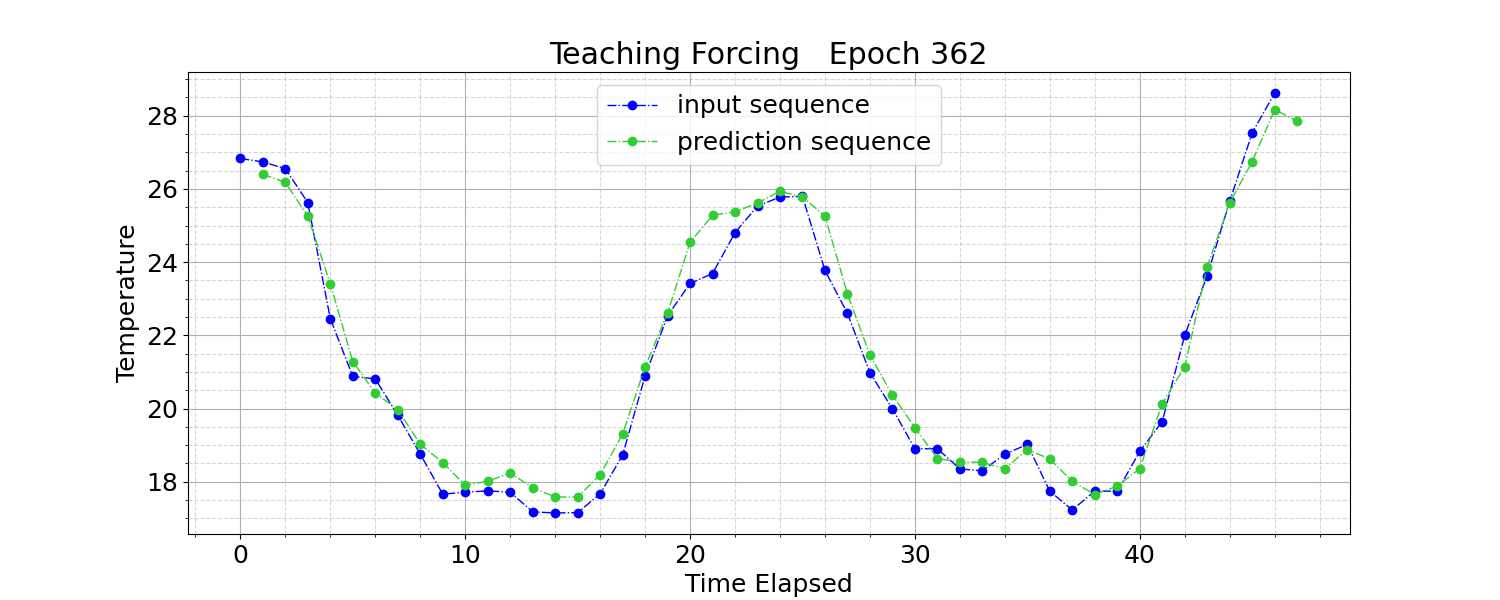 Teaching Forcing   Epoch 362
input sequence
prediction sequence
Temperature
28
26
24
22
20
18
0 10 20 30 40
Time Elapsed